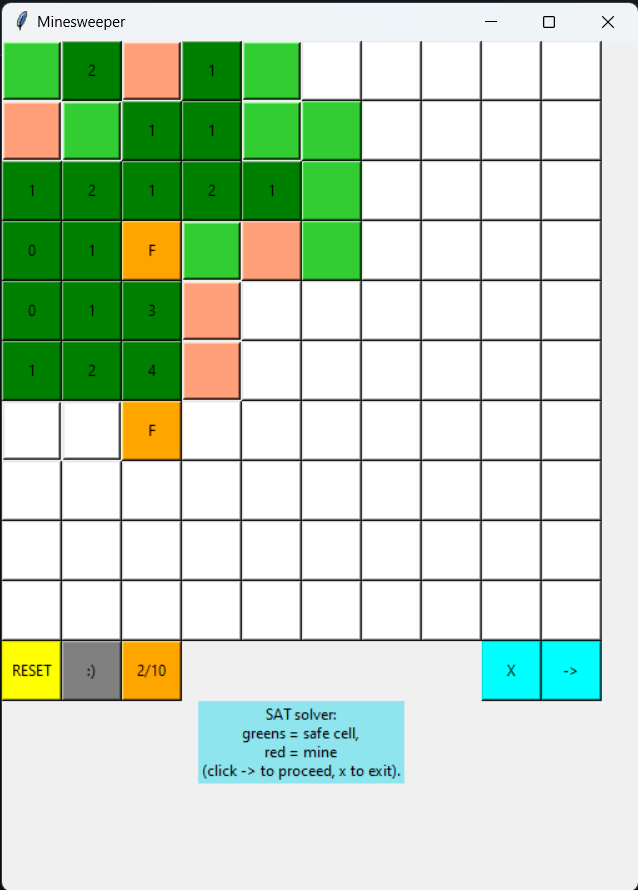 Minesweeper
2 1
1 1
1 2 1 2 1
0 1 F
0 1 3
1 2 4
F
RESET :) 2/10 X ->
SAT solver:
greens = safe cell,
red = mine
(click -> to proceed, x to exit).